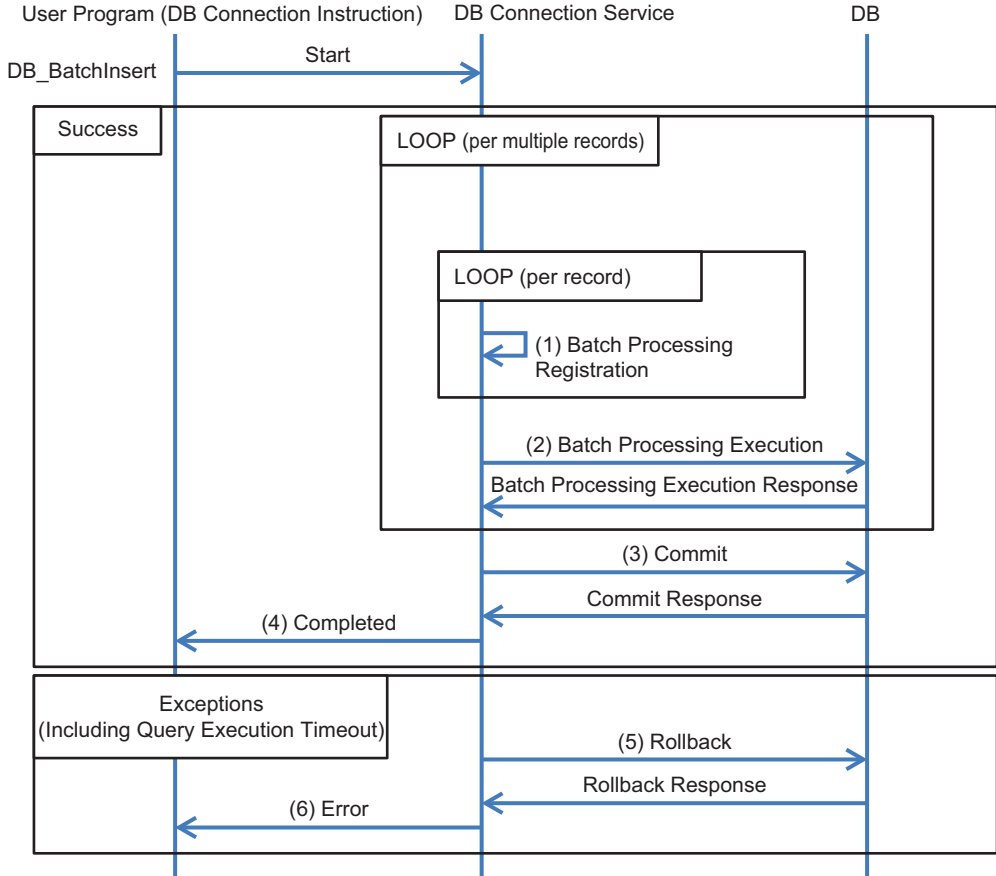 User Program (DB Connection Instruction)
DB Connection Service
DB
Start
DB_BatchInsert
Success
LOOP (per multiple records)
LOOP (per record)
(1) Batch Processing
Registration
(2) Batch Processing Execution
Batch Processing Execution Response
(3) Commit
Commit Response
(4) Completed
Exceptions
(Including Query Execution Timeout)
(5) Rollback
Rollback Response
(6) Error